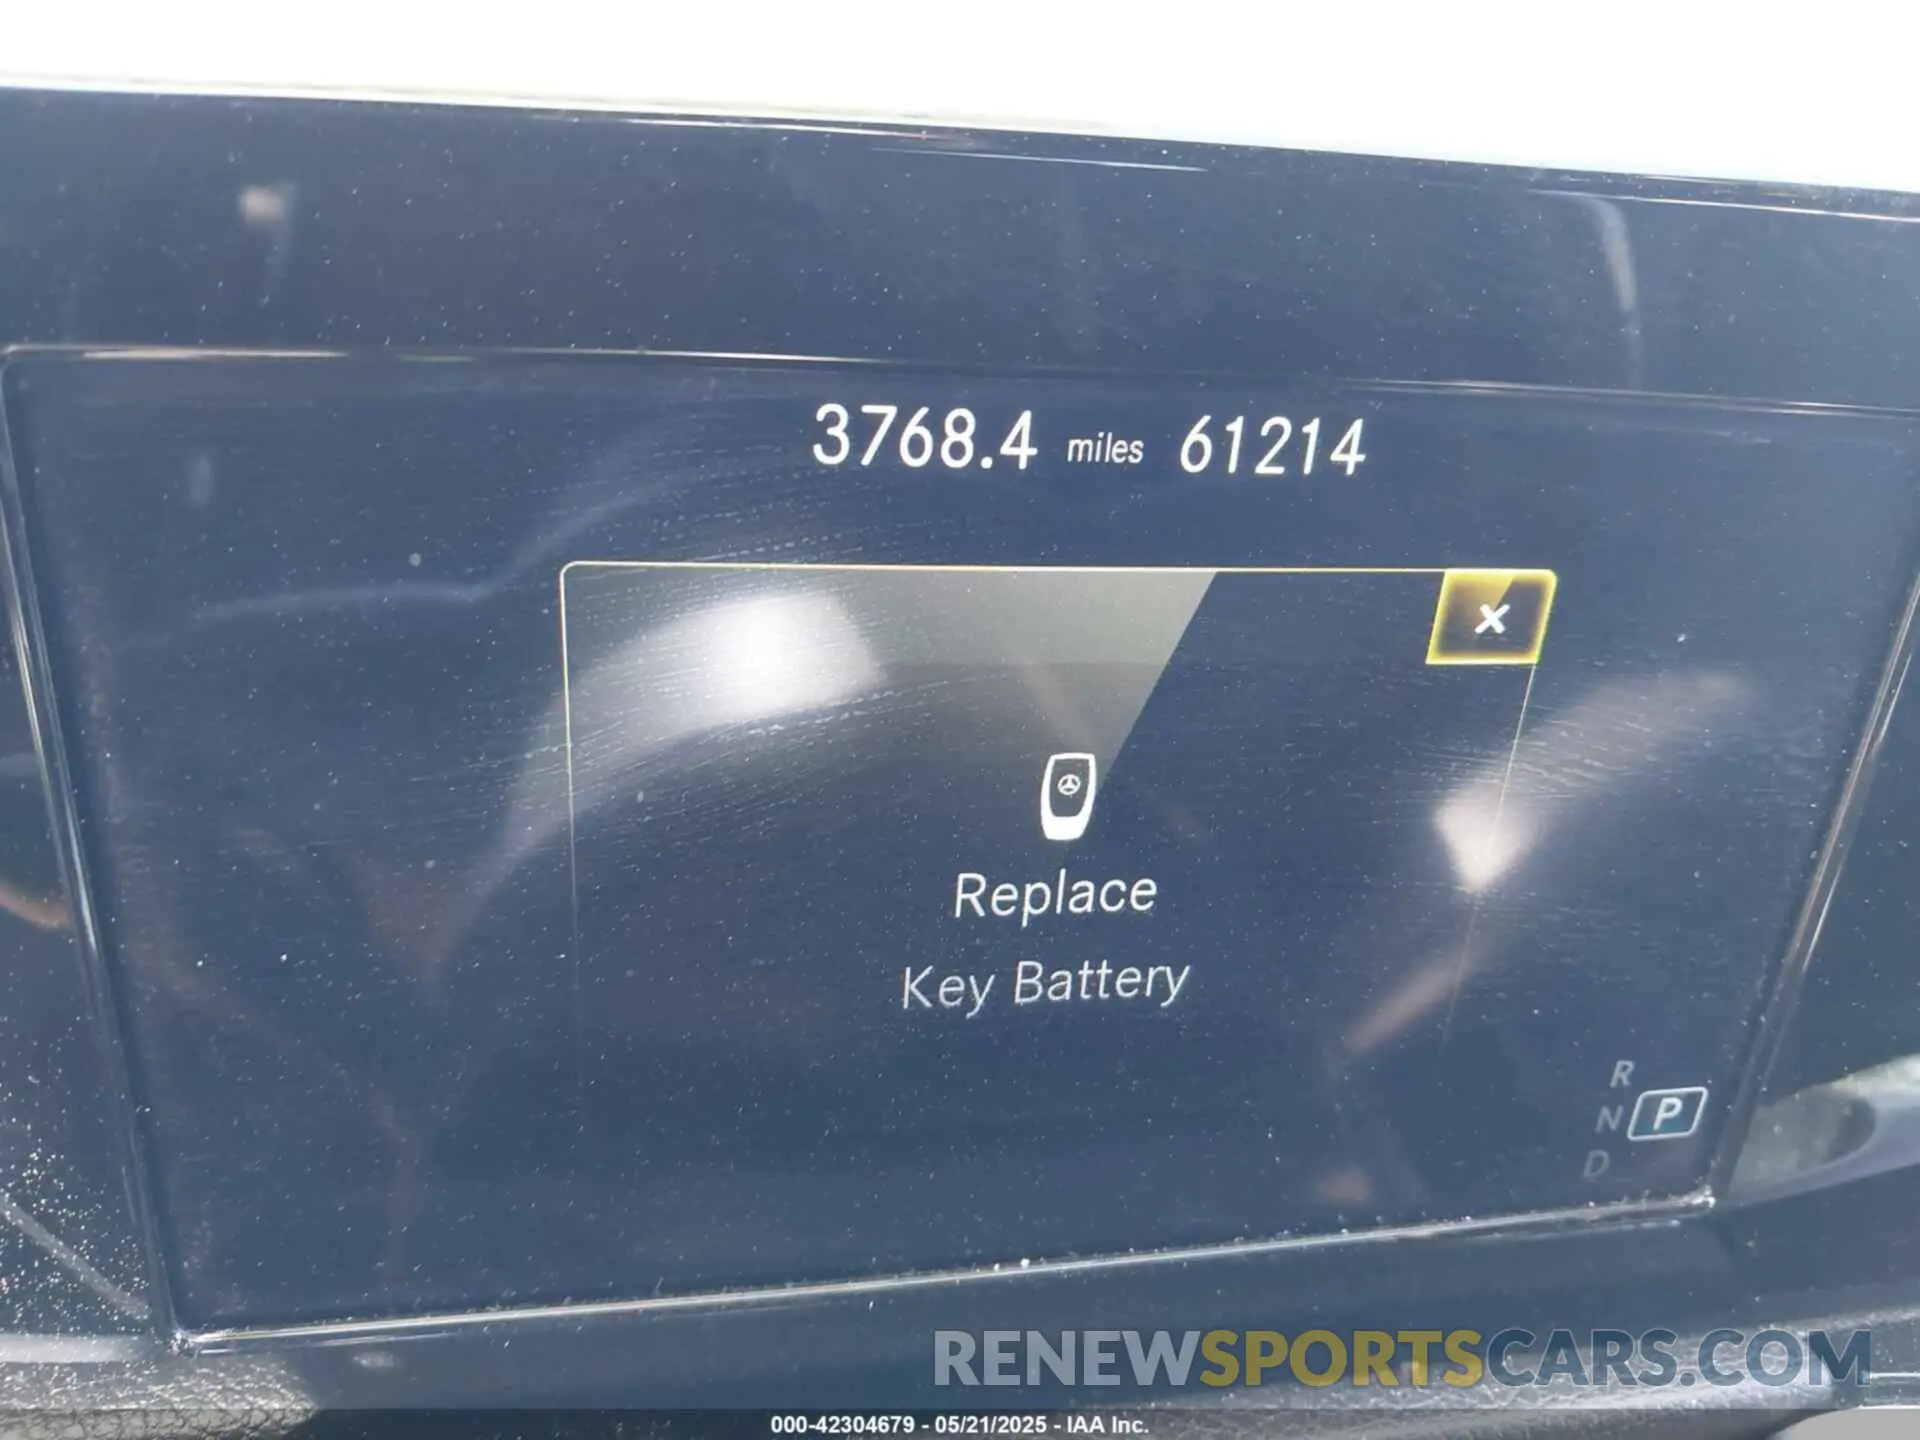 3768.4 miles 61214
×
Replace
Key Battery
R
N P
D
RENEWSPORTSCARS.COM
000-42304679 - 05/21/2025 - IAA Inc.